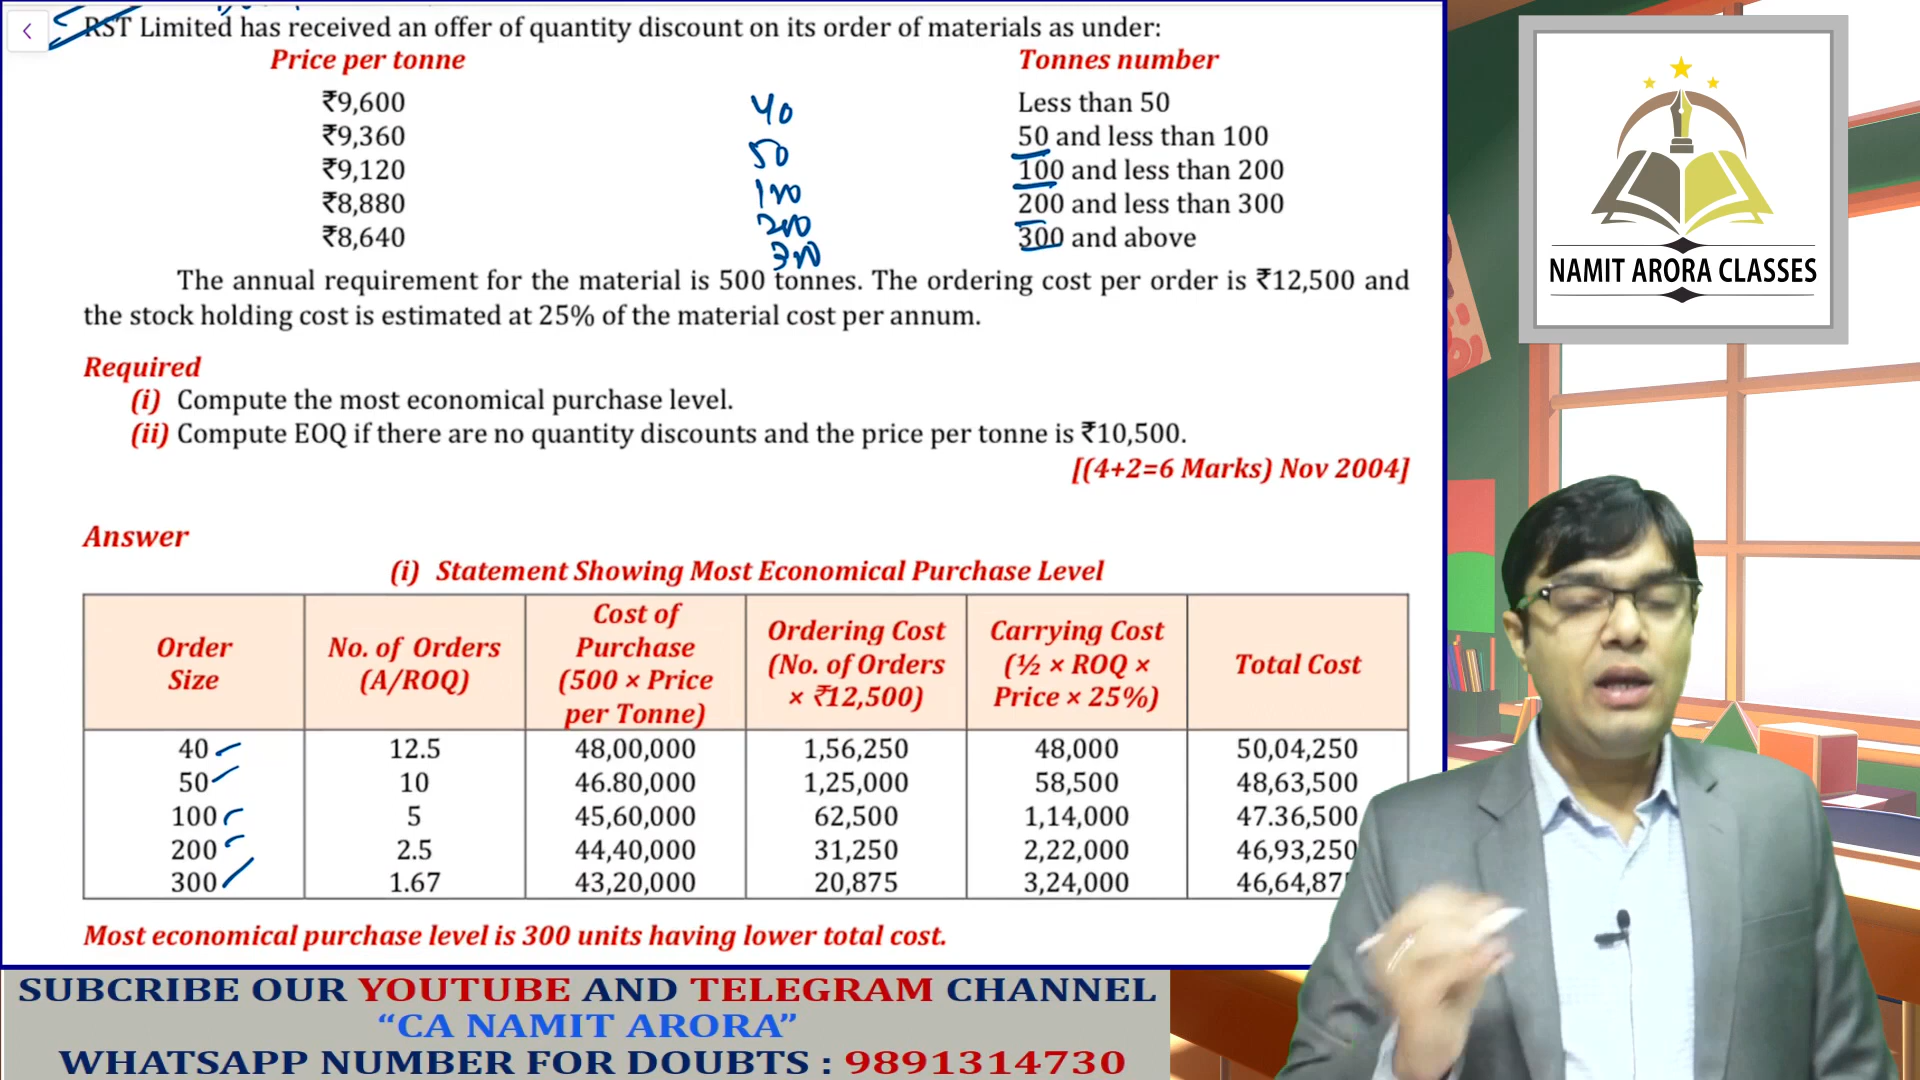 RST Limited has received an offer of quantity discount on its order of materials as under:
Price per tonne Tonnes number
₹9,600 40 Less than 50
₹9,360 50 50 and less than 100
₹9,120 100 100 and less than 200
₹8,880 200 200 and less than 300
₹8,640 300 300 and above
The annual requirement for the material is 500 tonnes. The ordering cost per order is ₹12,500 and
the stock holding cost is estimated at 25% of the material cost per annum.
Required
(i) Compute the most economical purchase level.
(ii) Compute EOQ if there are no quantity discounts and the price per tonne is ₹10,500.
[(4+2=6 Marks) Nov 2004]
Answer
(i) Statement Showing Most Economical Purchase Level
Order Size No. of Orders (A/ROQ) Cost of Purchase (500 × Price per Tonne) Ordering Cost (No. of Orders × ₹12,500) Carrying Cost (½ × ROQ × Price × 25%) Total Cost
40 12.5 48,00,000 1,56,250 48,000 50,04,250
50 10 46.80,000 1,25,000 58,500 48,63,500
100 5 45,60,000 62,500 1,14,000 47.36,500
200 2.5 44,40,000 31,250 2,22,000 46,93,250
300 1.67 43,20,000 20,875 3,24,000
Most economical purchase level is 300 units having lower total cost.
SUBCRIBE OUR YOUTUBE AND TELEGRAM CHANNEL
“CA NAMIT ARORA”
WHATSAPP NUMBER FOR DOUBTS : 9891314730
NAMIT ARORA CLASSES